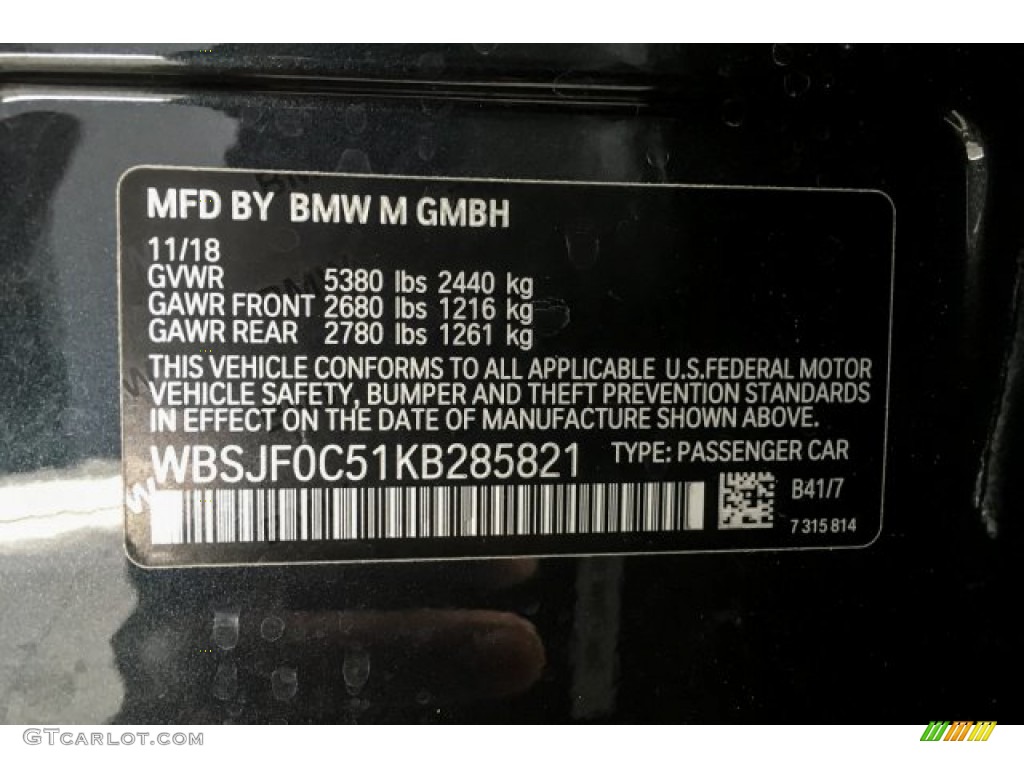 MFD BY BMW M GMBH
11/18
GVWR 5380 lbs 2440 kg
GAWR FRONT 2680 lbs 1216 kg
GAWR REAR 2780 lbs 1261 kg
THIS VEHICLE CONFORMS TO ALL APPLICABLE U.S.FEDERAL MOTOR
VEHICLE SAFETY, BUMPER AND THEFT PREVENTION STANDARDS
IN EFFECT ON THE DATE OF MANUFACTURE SHOWN ABOVE.
WBSJF0C51KB285821 TYPE: PASSENGER CAR
B41/7
7 315 814
GTCarLot.com